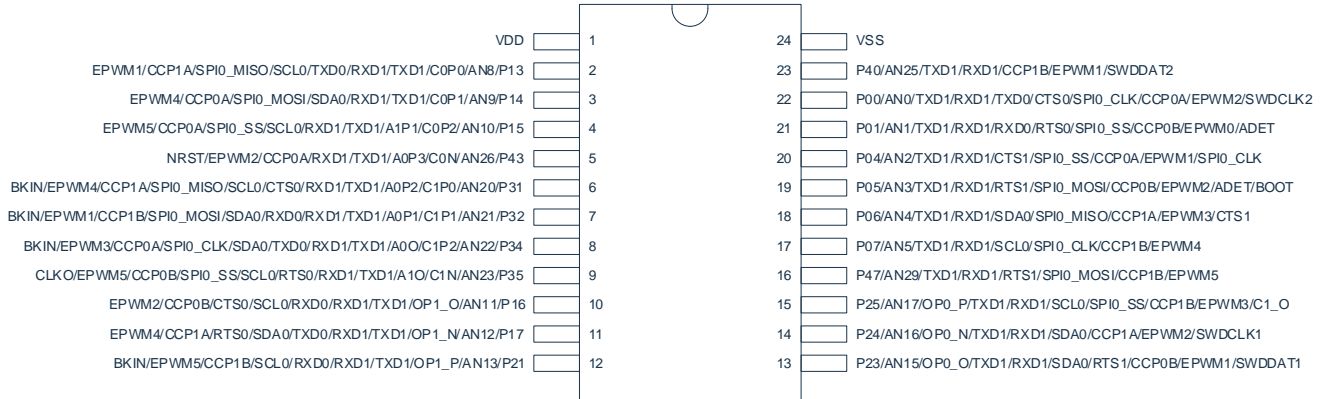 VDD 1 24 VSS
EPWM1/CCP1A/SPI0_MISO/SCL0/TXD0/RXD1/TXD1/C0P0/AN8/P13 2 23 P40/AN25/TXD1/RXD1/CCP1B/EPWM1/SWDDAT2
EPWM4/CCP0A/SPI0_MOSI/SDA0/RXD1/TXD1/C0P1/AN9/P14 3 22 P00/AN0/TXD1/RXD1/TXD0/CTS0/SPI0_CLK/CCP0A/EPWM2/SWDCLK2
EPWM5/CCP0A/SPI0_SS/SCL0/RXD1/TXD1/A1P1/C0P2/AN10/P15 4 21 P01/AN1/TXD1/RXD1/RXD0/RTS0/SPI0_SS/CCP0B/EPWM0/ADET
NRST/EPWM2/CCP0A/RXD1/TXD1/A0P3/C0N/AN26/P43 5 20 P04/AN2/TXD1/RXD1/CTS1/SPI0_SS/CCP0A/EPWM1/SPI0_CLK
BKIN/EPWM4/CCP1A/SPI0_MISO/SCL0/CTS0/RXD1/TXD1/A0P2/C1P0/AN20/P31 6 19 P05/AN3/TXD1/RXD1/RTS1/SPI0_MOSI/CCP0B/EPWM2/ADET/BOOT
BKIN/EPWM1/CCP1B/SPI0_MOSI/SDA0/RXD0/RXD1/TXD1/A0P1/C1P1/AN21/P32 7 18 P06/AN4/TXD1/RXD1/SDA0/SPI0_MISO/CCP1A/EPWM3/CTS1
BKIN/EPWM3/CCP0A/SPI0_CLK/SDA0/TXD0/RXD1/TXD1/A0O/C1P2/AN22/P34 8 17 P07/AN5/TXD1/RXD1/SCL0/SPI0_CLK/CCP1B/EPWM4
CLKO/EPWM5/CCP0B/SPI0_SS/SCL0/RTS0/RXD1/TXD1/A1O/C1N/AN23/P35 9 16 P47/AN29/TXD1/RXD1/RTS1/SPI0_MOSI/CCP1B/EPWM5
EPWM2/CCP0B/CTS0/SCL0/RXD0/RXD1/TXD1/OP1_O/AN11/P16 10 15 P25/AN17/OP0_P/TXD1/RXD1/SCL0/SPI0_SS/CCP1B/EPWM3/C1_O
EPWM4/CCP1A/RTS0/SDA0/TXD0/RXD1/TXD1/OP1_N/AN12/P17 11 14 P24/AN16/OP0_N/TXD1/RXD1/SDA0/CCP1A/EPWM2/SWDCLK1
BKIN/EPWM5/CCP1B/SCL0/RXD0/RXD1/TXD1/OP1_P/AN13/P21 12 13 P23/AN15/OP0_O/TXD1/RXD1/SDA0/RTS1/CCP0B/EPWM1/SWDDAT1